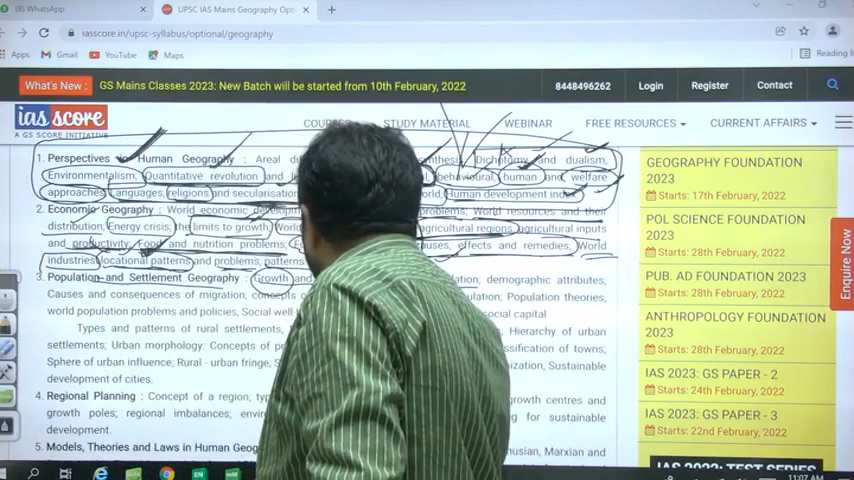 (8) WhatsApp
UPSC IAS Mains Geography Opt
iasscore.in/upsc-syllabus/optional/geography
Apps Gmail YouTube Maps Reading li
What's New : GS Mains Classes 2023: New Batch will be started from 10th February, 2022 8448496262 Login Register Contact
ias score
A GS SCORE INITIATIVE
COURSES STUDY MATERIAL WEBINAR FREE RESOURCES CURRENT AFFAIRS
1. Perspectives in Human Geography : Areal di synthesis, Dichotomy and dualism,
Environmentalism, Quantitative revolution and behavioural, human and welfare
approaches, Languages, religions and secularisation Human development index
2. Economic Geography : World economic developm problems, World resources and their
distribution, Energy crisis, the limits to growth, World agricultural regions, agricultural inputs
and productivity, Food and nutrition problems, causes, effects and remedies, World
industries, locational patterns and problems, patterns
3. Population and Settlement Geography : Growth and demographic attributes,
Causes and consequences of migration; concepts o Population theories,
world population problems and policies, Social well- social capital
Types and patterns of rural settlements, Hierarchy of urban
settlements; Urban morphology: Concepts of classification of towns;
Sphere of urban influence; Rural - urban fringe; S Sustainable
development of cities.
4. Regional Planning : Concept of a region; typ growth centres and
growth poles; regional imbalances; envir for sustainable
Development.
5. Models, Theories and Laws in Human Geog Marxian and
GEOGRAPHY FOUNDATION
2023
Starts: 17th February, 2022
POL SCIENCE FOUNDATION
2023
Starts: 28th February, 2022
PUB. AD FOUNDATION 2023
Starts: 28th February, 2022
ANTHROPOLOGY FOUNDATION
2023
Starts: 28th February, 2022
IAS 2023: GS PAPER - 2
Starts: 24th February, 2022
IAS 2023: GS PAPER - 3
Starts: 22nd February, 2022
Enquire Now
11:07 AM